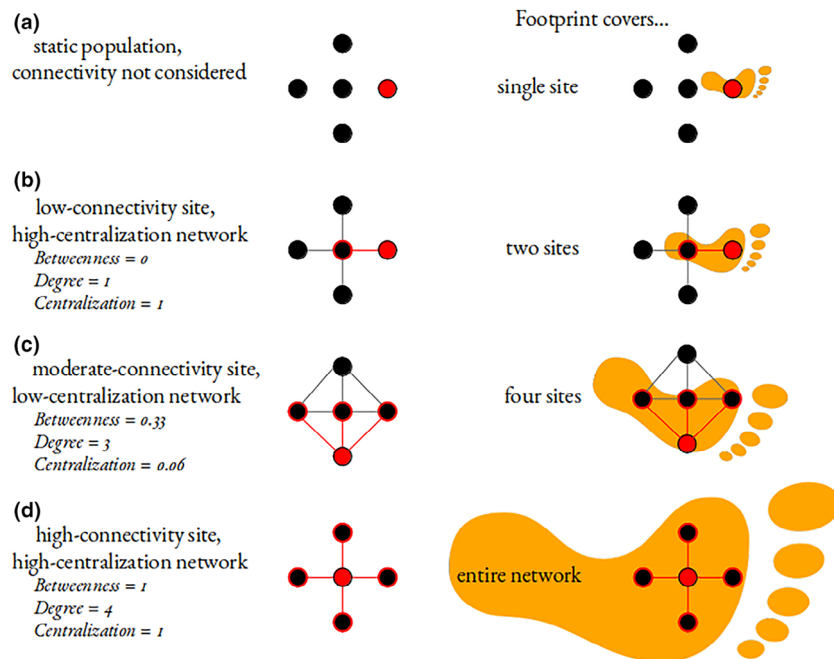 (a)
static population,
connectivity not considered
Footprint covers...
single site
(b)
low-connectivity site,
high-centralization network
Betweenness = 0
Degree = 1
Centralization = 1
two sites
(c)
moderate-connectivity site,
low-centralization network
Betweenness = 0.33
Degree = 3
Centralization = 0.06
four sites
(d)
high-connectivity site,
high-centralization network
Betweenness = 1
Degree = 4
Centralization = 1
entire network